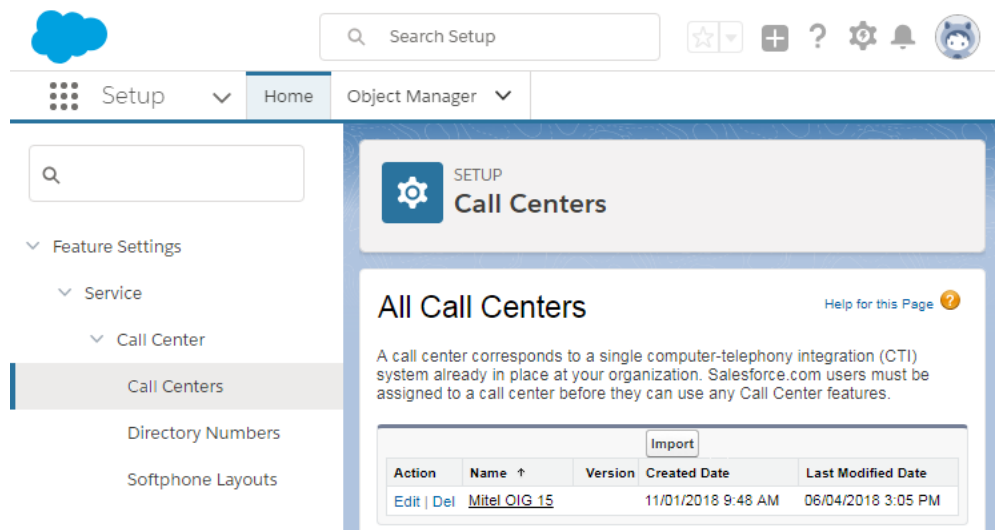 Search Setup
Setup
Home
Object Manager
SETUP
Call Centers
Feature Settings
Service
Call Center
Call Centers
Directory Numbers
Softphone Layouts
All Call Centers
Help for this Page ?
A call center corresponds to a single computer-telephony integration (CTI)
system already in place at your organization. Salesforce.com users must be
assigned to a call center before they can use any Call Center features.
Import
Action Name ↑ Version Created Date Last Modified Date
Edit | Del Mitel OIG 15 11/01/2018 9:48 AM 06/04/2018 3:05 PM